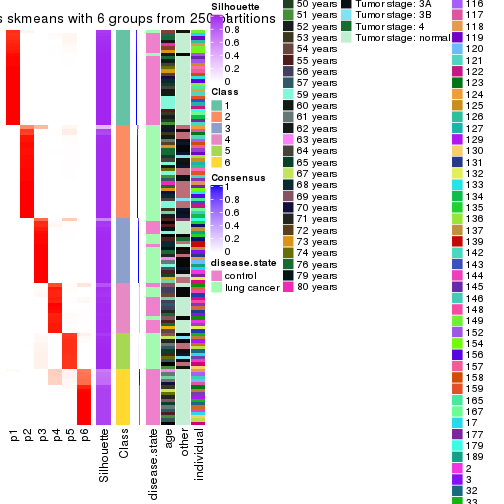 s skmeans with 6 groups from 250 partitions
p1
p2
p3
p4
p5
p6
Silhouette
Class
disease.state
age
other
individual
Silhouette
1
0.8
0.6
0.4
0.2
0
Class
1
2
3
4
5
6
Consensus
1
0.8
0.6
0.4
0.2
0
disease.state
control
lung cancer
50 years
51 years
52 years
53 years
54 years
55 years
56 years
57 years
59 years
60 years
61 years
62 years
63 years
64 years
65 years
67 years
68 years
69 years
70 years
71 years
72 years
73 years
74 years
76 years
79 years
80 years
Tumor stage: 3A
Tumor stage: 3B
Tumor stage: 4
Tumor stage: normal
116
117
118
119
120
121
122
123
124
125
126
127
129
130
131
132
133
134
135
136
137
139
142
143
144
145
146
148
149
152
154
156
157
158
159
165
167
17
179
189
2
3
32
33